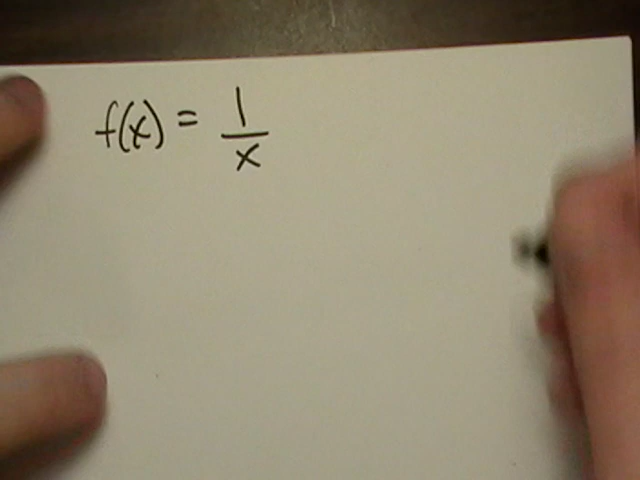 f(x) = 1/x